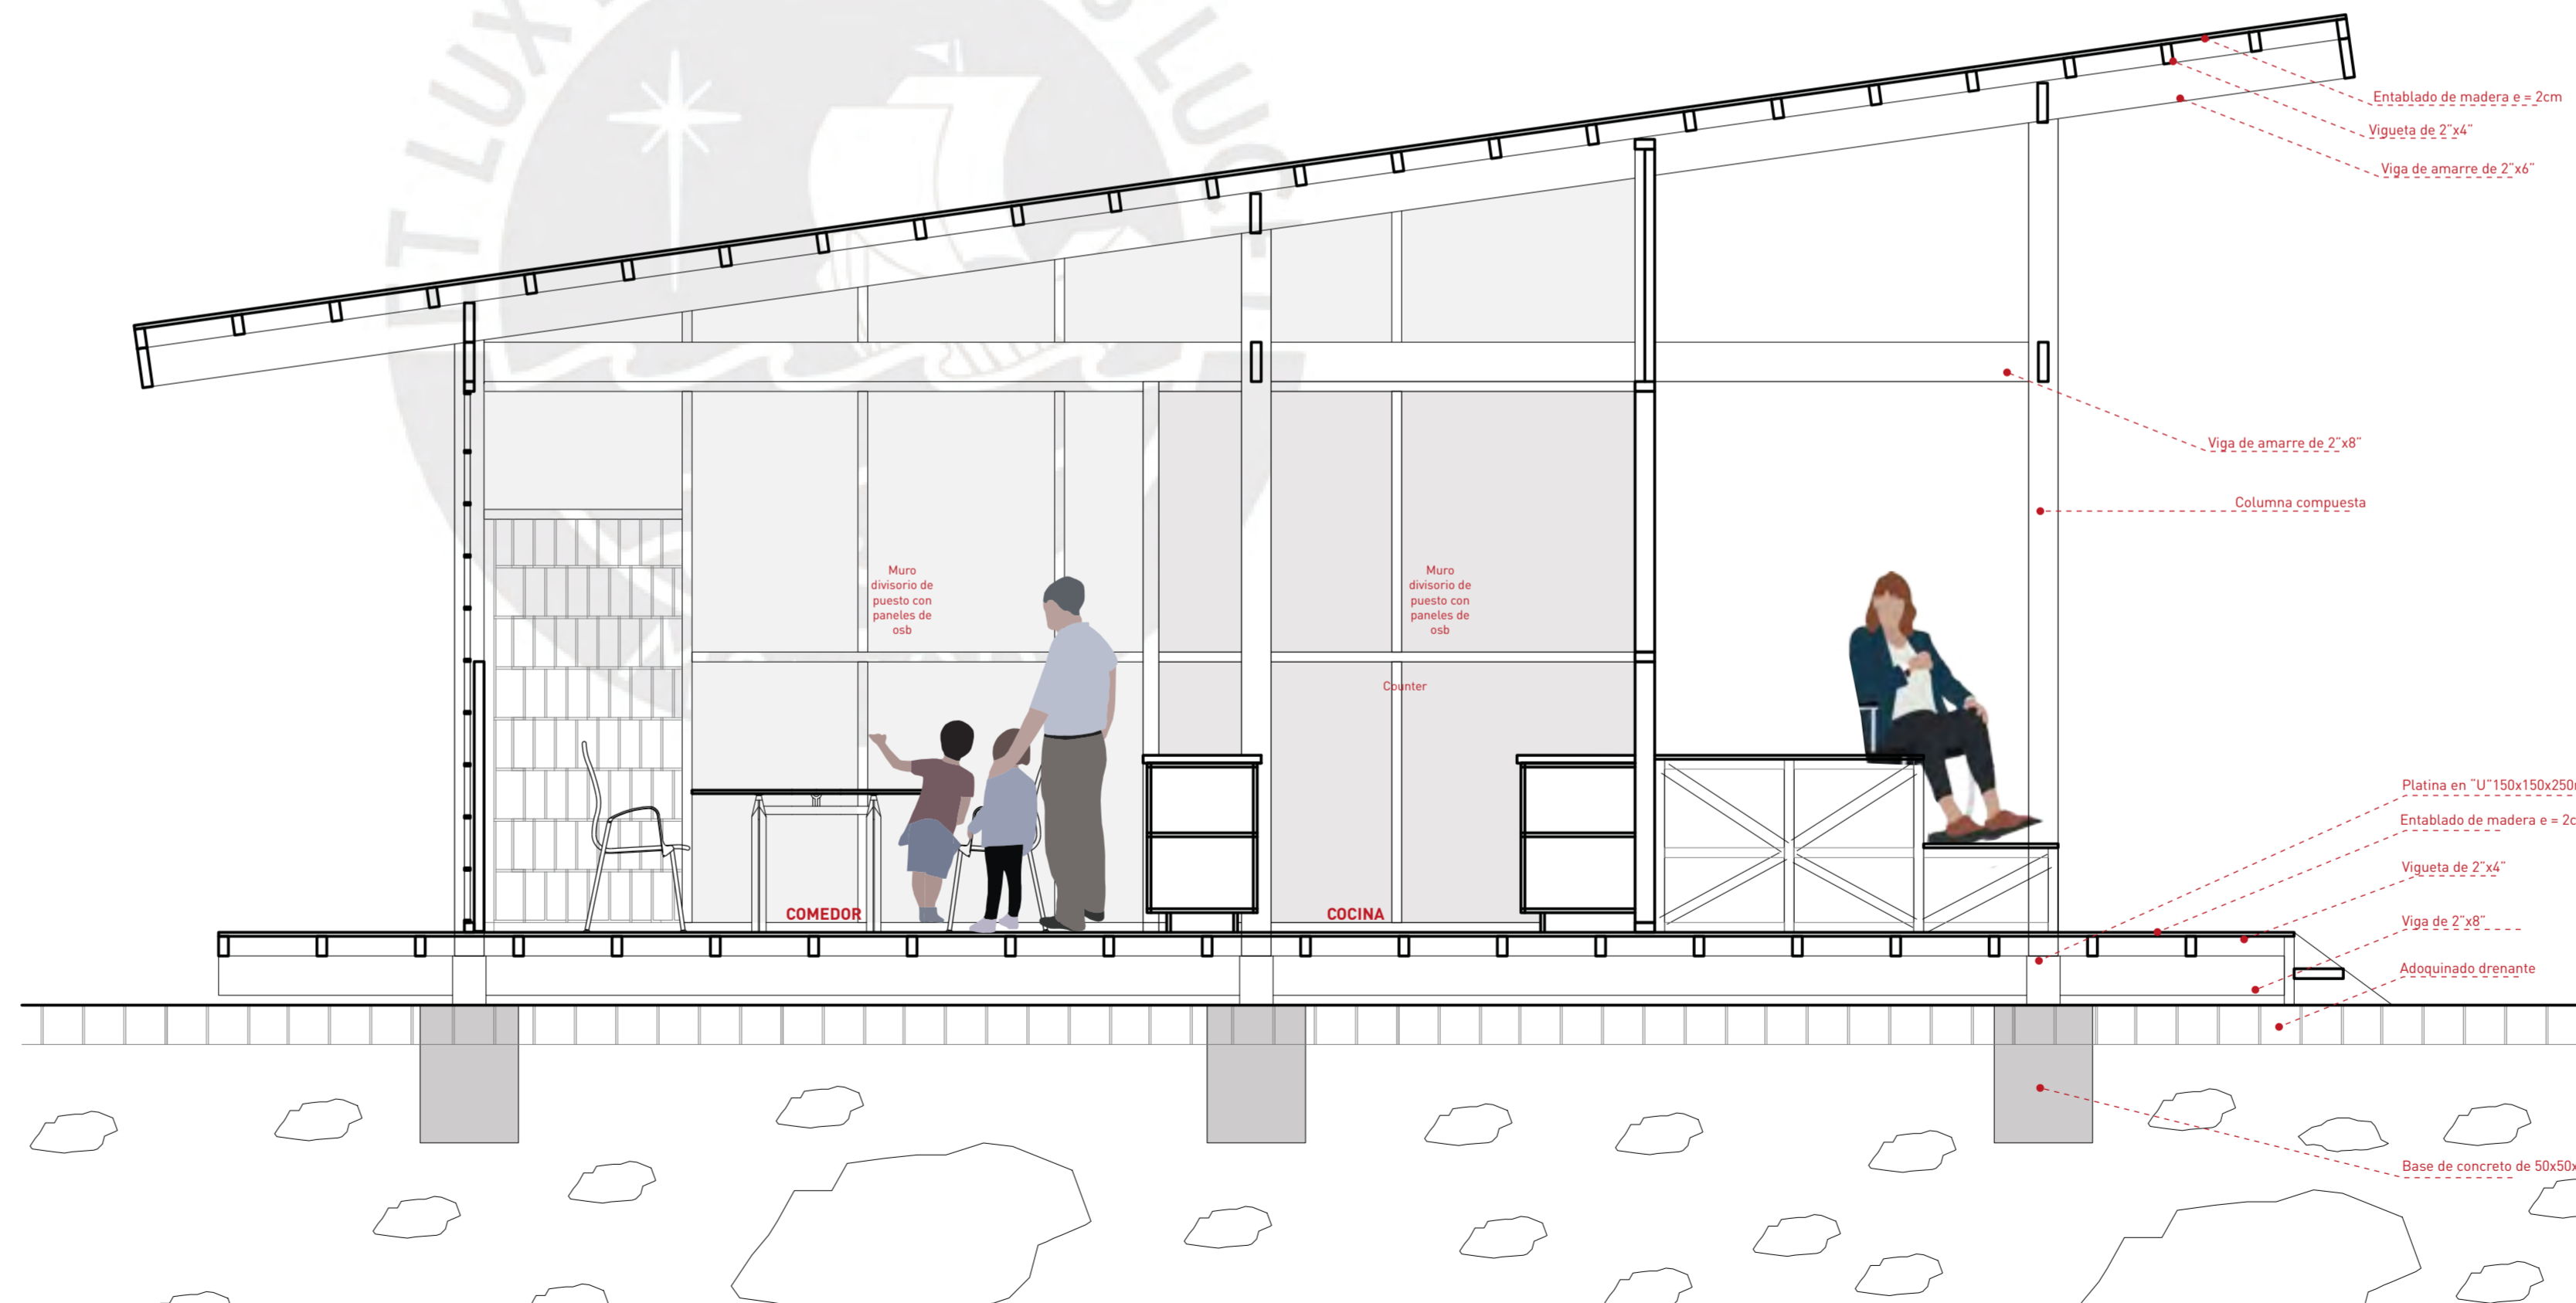 ET LUX
S LUCET
Entablado de madera e = 2cm
Vigueta de 2"x4"
Viga de amarre de 2"x6"
Viga de amarre de 2"x8"
Columna compuesta
Muro
divisorio de
puesto con
paneles de
osb
Muro
divisorio de
puesto con
paneles de
osb
Counter
Platina en "U"150x150x250
Entablado de madera e = 2c
Vigueta de 2"x4"
COMEDOR
COCINA
Viga de 2"x8"
Adoquinado drenante
Base de concreto de 50x50x